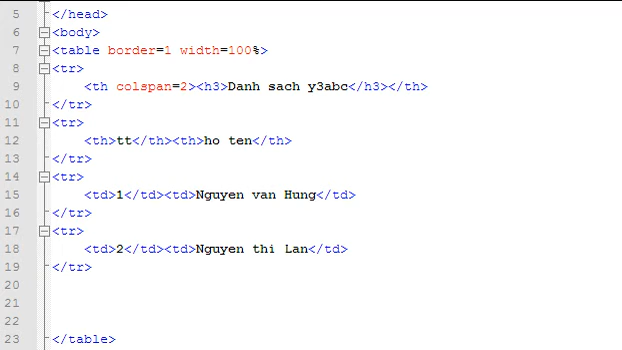 5 </head>
6 <body>
7 <table border=1 width=100%>
8 <tr>
9 <th colspan=2><h3>Danh sach y3abc</h3></th>
10 </tr>
11 <tr>
12 <th>tt</th><th>ho ten</th>
13 </tr>
14 <tr>
15 <td>1</td><td>Nguyen van Hung</td>
16 </tr>
17 <tr>
18 <td>2</td><td>Nguyen thi Lan</td>
19 </tr>
20
21
22
23 </table>